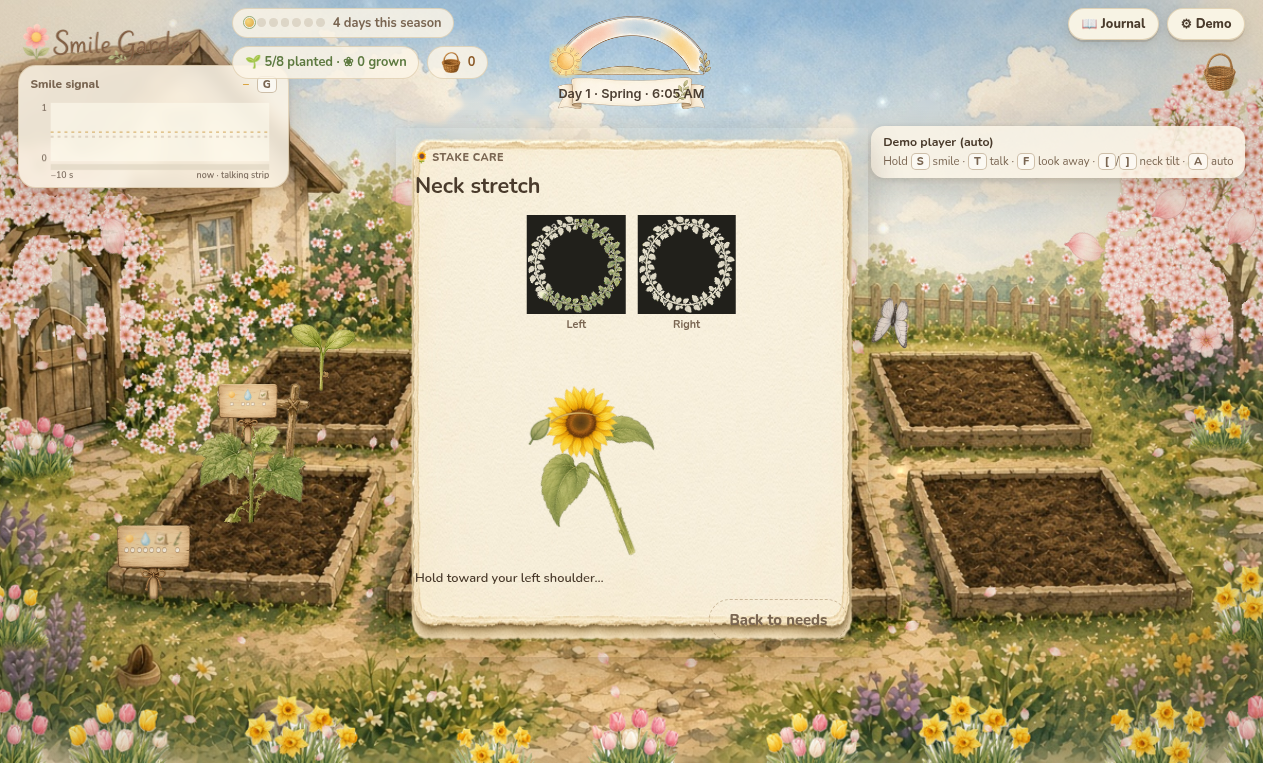 Smile Garden
4 days this season
🌱 5/8 planted · ❀ 0 grown
0
Day 1 · Spring · 6:05 AM
📖 Journal
⚙ Demo
Smile signal
– G
1
0
−10 s
now · talking strip
Demo player (auto)
Hold S smile · T talk · F look away · [ / ] neck tilt · A auto
STAKE CARE
Neck stretch
Left
Right
Hold toward your left shoulder…
Back to needs